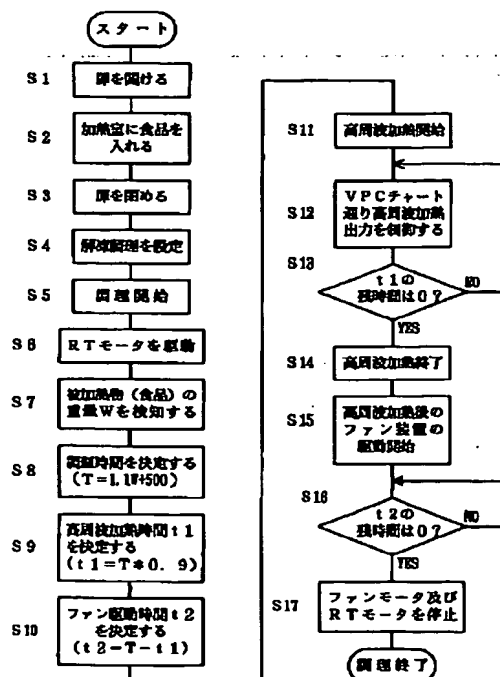 スタート
S1
扉を開ける
S2
加熱室に食品を
入れる
S3
扉を閉める
S4
解凍調理を設定
S5
調理開始
S6
RTモータを駆動
S7
被加熱物(食品)の
重量Wを検知する
S8
調理時間を決定する
(T=1.1W+500)
S9
高周波加熱時間t1
を決定する
(t1=T*0.9)
S10
ファン駆動時間t2
を決定する
(t2-T-t1)
S11
高周波加熱開始
S12
VPCチャート
通り高周波加熱
出力を制御する
S13
t1の
残時間は0?
NO
YES
S14
高周波加熱終了
S15
高周波加熱後の
ファン装置の
駆動開始
S16
t2の
残時間は0?
NO
YES
S17
ファンモータ及び
RTモータを停止
調理終了